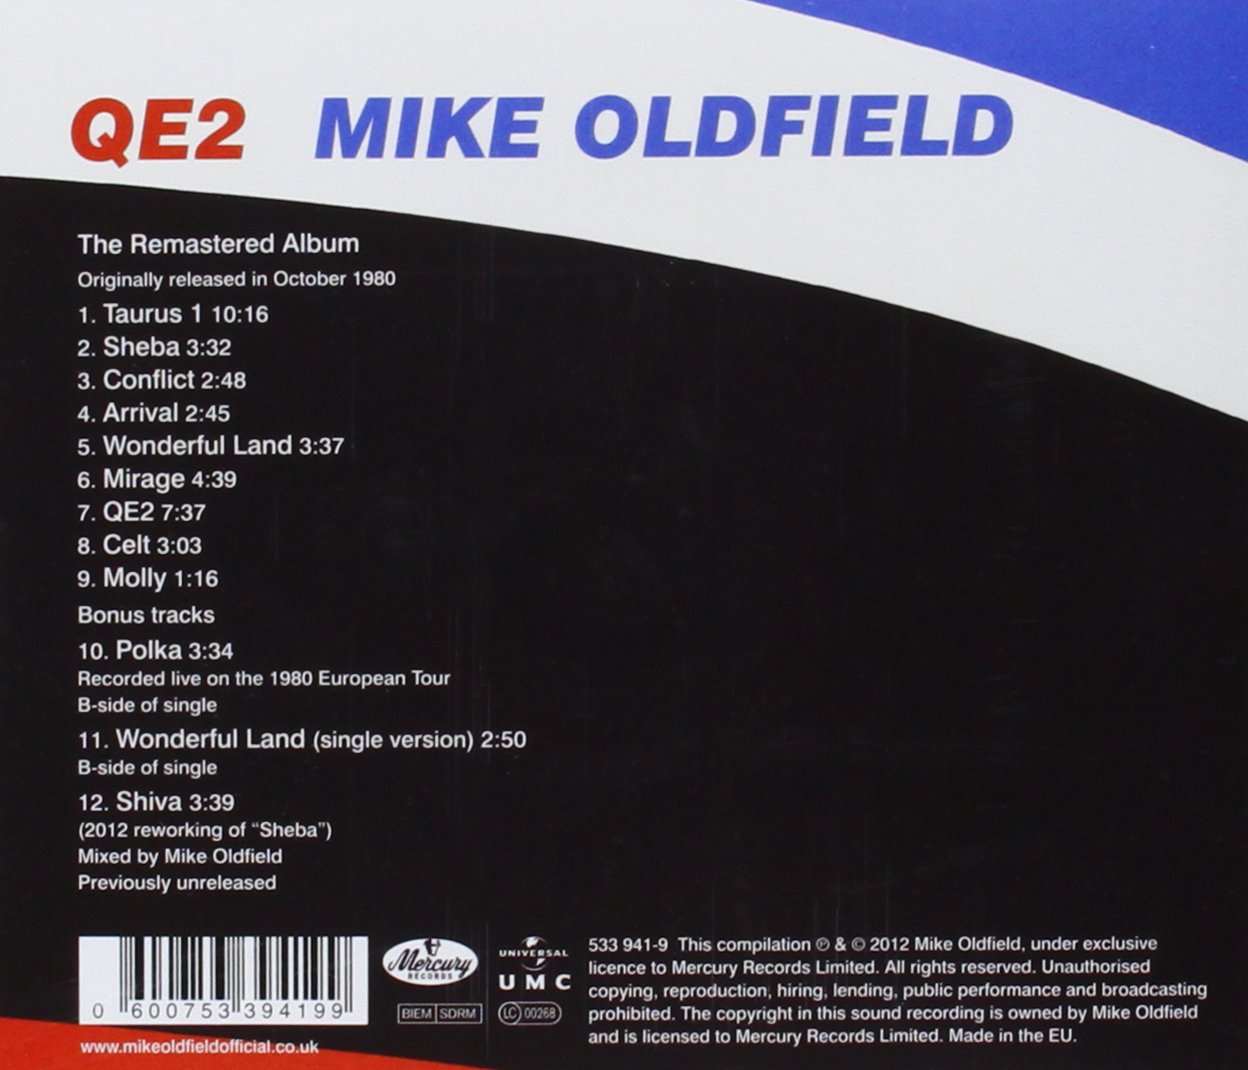 QE2 MIKE OLDFIELD
The Remastered Album
Originally released in October 1980
1. Taurus 1 10:16
2. Sheba 3:32
3. Conflict 2:48
4. Arrival 2:45
5. Wonderful Land 3:37
6. Mirage 4:39
7. QE2 7:37
8. Celt 3:03
9. Molly 1:16
Bonus tracks
10. Polka 3:34
Recorded live on the 1980 European Tour
B-side of single
11. Wonderful Land (single version) 2:50
B-side of single
12. Shiva 3:39
(2012 reworking of “Sheba”)
Mixed by Mike Oldfield
Previously unreleased
0 600753 394199
www.mikeoldfieldofficial.co.uk
Mercury
RECORDS
BIEM SDRM
UNIVERSAL
UMC
LC 00268
533 941-9 This compilation ℗ & © 2012 Mike Oldfield, under exclusive
licence to Mercury Records Limited. All rights reserved. Unauthorised
copying, reproduction, hiring, lending, public performance and broadcasting
prohibited. The copyright in this sound recording is owned by Mike Oldfield
and is licensed to Mercury Records Limited. Made in the EU.